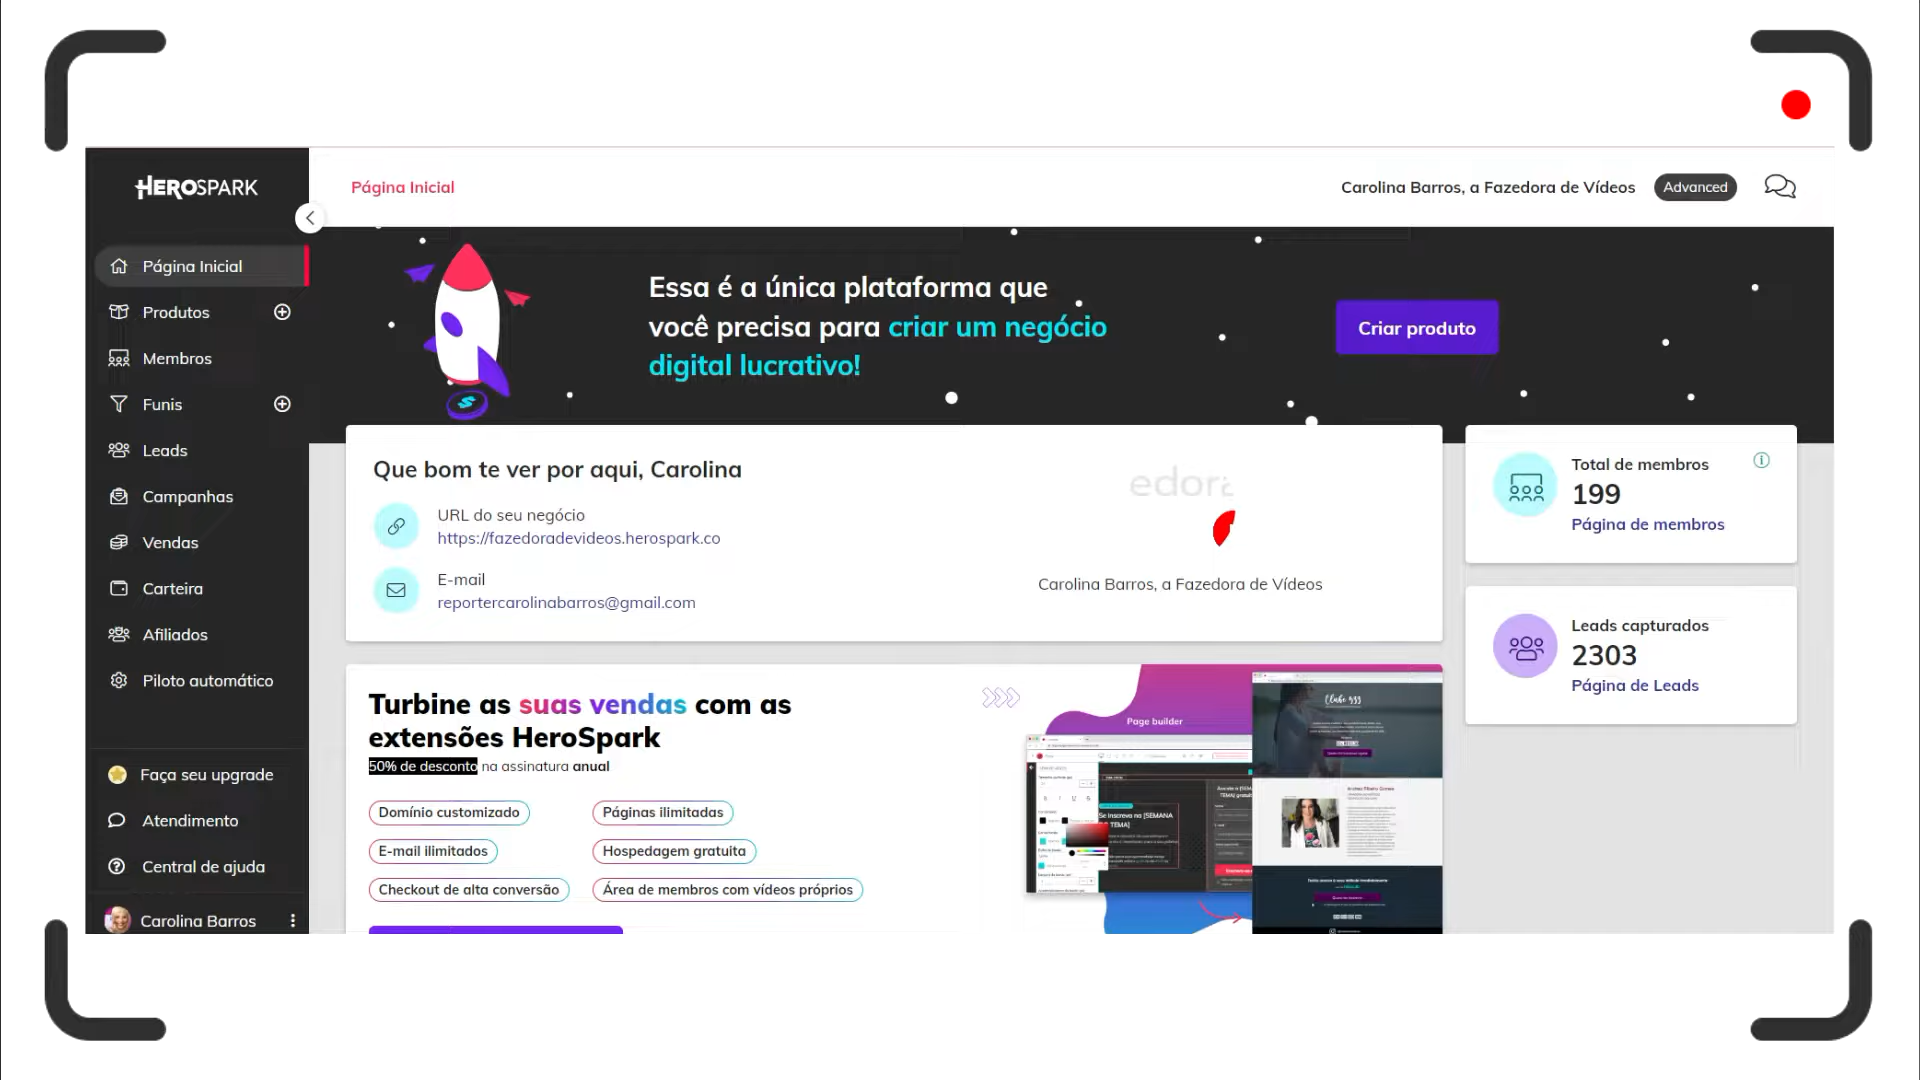 HEROSPARK
Página Inicial
Carolina Barros, a Fazedora de Vídeos
Advanced
Página Inicial
Produtos
Membros
Funis
Leads
Campanhas
Vendas
Carteira
Afiliados
Piloto automático
Faça seu upgrade
Atendimento
Central de ajuda
Carolina Barros
Essa é a única plataforma que
você precisa para criar um negócio
digital lucrativo!
Criar produto
Que bom te ver por aqui, Carolina
URL do seu negócio
https://fazedoradevideos.herospark.co
E-mail
reportercarolinabarros@gmail.com
edora
Carolina Barros, a Fazedora de Vídeos
Total de membros
199
Página de membros
Leads capturados
2303
Página de Leads
Turbine as suas vendas com as
extensões HeroSpark
50% de desconto na assinatura anual
Domínio customizado
Páginas ilimitadas
E-mail ilimitados
Hospedagem gratuita
Checkout de alta conversão
Área de membros com vídeos próprios
Page builder
Se inscreva na [SEMANA